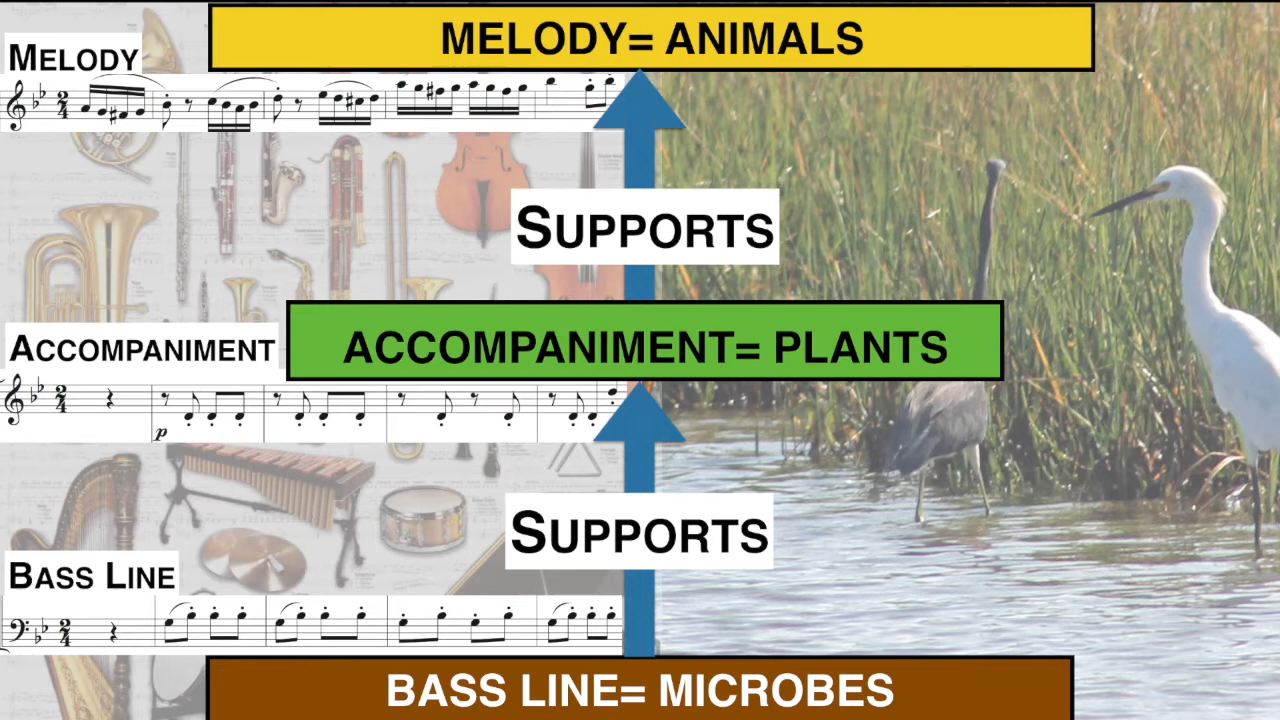 MELODY= ANIMALS
MELODY
SUPPORTS
ACCOMPANIMENT
ACCOMPANIMENT= PLANTS
p
SUPPORTS
BASS LINE
BASS LINE= MICROBES